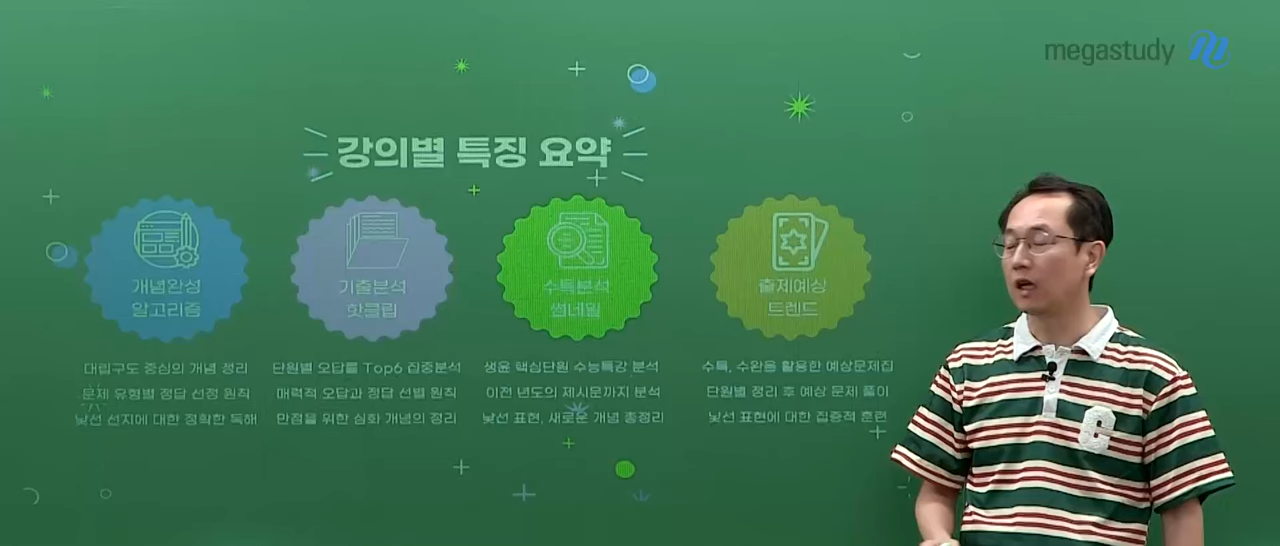 megastudy
강의별 특징 요약
개념완성
알고리즘
기출분석
핫클립
수특분석
썸네일
출제예상
트렌드
대립구도 중심의 개념 정리
문제 유형별 정답 선정 원칙
낯선 선지에 대한 정확한 독해
단원별 오답률 Top6 집중분석
매력적 오답과 정답 선별 원칙
만점을 위한 심화 개념의 정리
생윤 핵심단원 수능특강 분석
이전 년도의 제시문까지 분석
낯선 표현, 새로운 개념 총정리
수특, 수완을 활용한 예상문제집
단원별 정리 후 예상 문제 풀이
낯선 표현에 대한 집중적 훈련
C